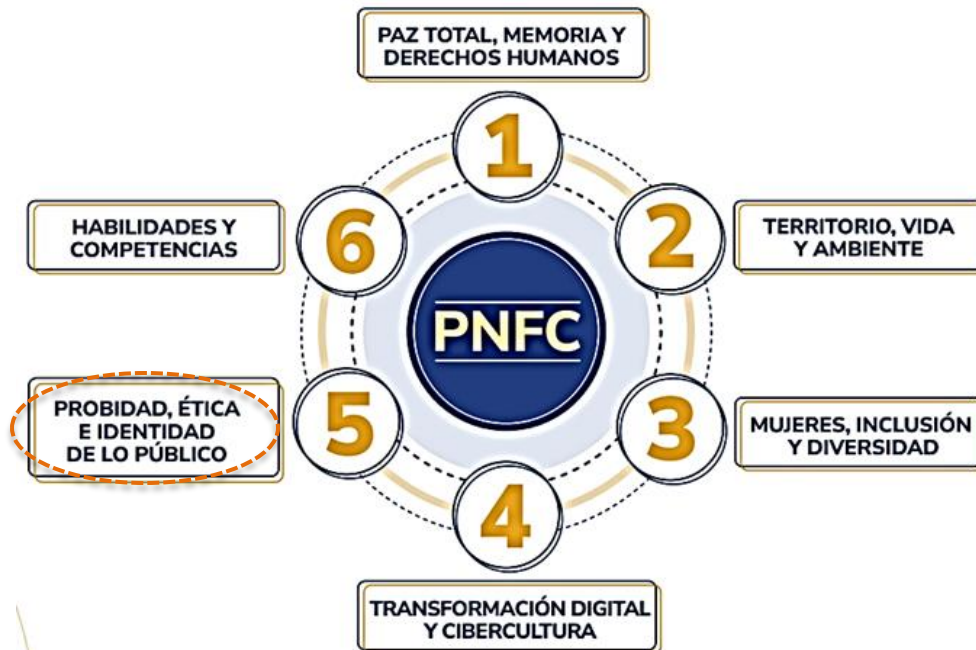 PAZ TOTAL, MEMORIA Y
DERECHOS HUMANOS
1
2
TERRITORIO, VIDA
Y AMBIENTE
3
MUJERES, INCLUSIÓN
Y DIVERSIDAD
4
TRANSFORMACIÓN DIGITAL
Y CIBERCULTURA
5
PROBIDAD, ÉTICA
E IDENTIDAD
DE LO PÚBLICO
6
HABILIDADES Y
COMPETENCIAS
PNFC